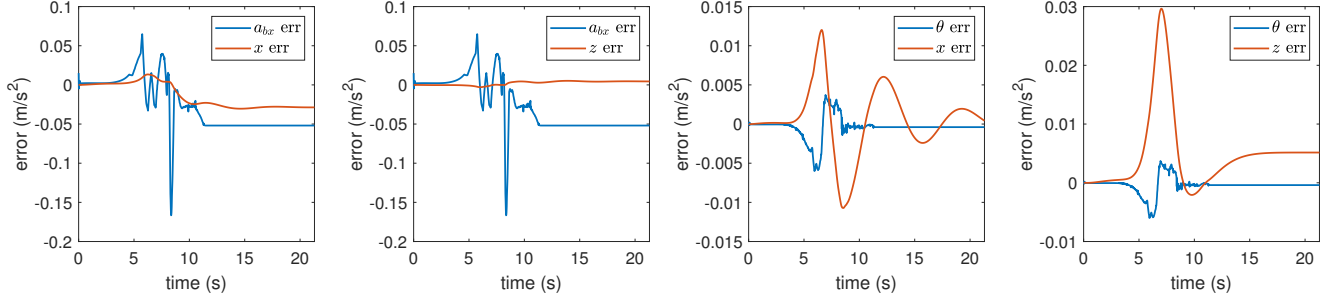 0.1
0.05
0
-0.05
-0.1
-0.15
-0.2
error (m/s²)
0 5 10 15 20
time (s)
a_bx err
x err
0.1
0.05
0
-0.05
-0.1
-0.15
-0.2
error (m/s²)
0 5 10 15 20
time (s)
a_bx err
z err
0.015
0.01
0.005
0
-0.005
-0.01
-0.015
error (m/s²)
0 5 10 15 20
time (s)
θ err
x err
0.03
0.02
0.01
0
-0.01
error (m/s²)
0 5 10 15 20
time (s)
θ err
z err